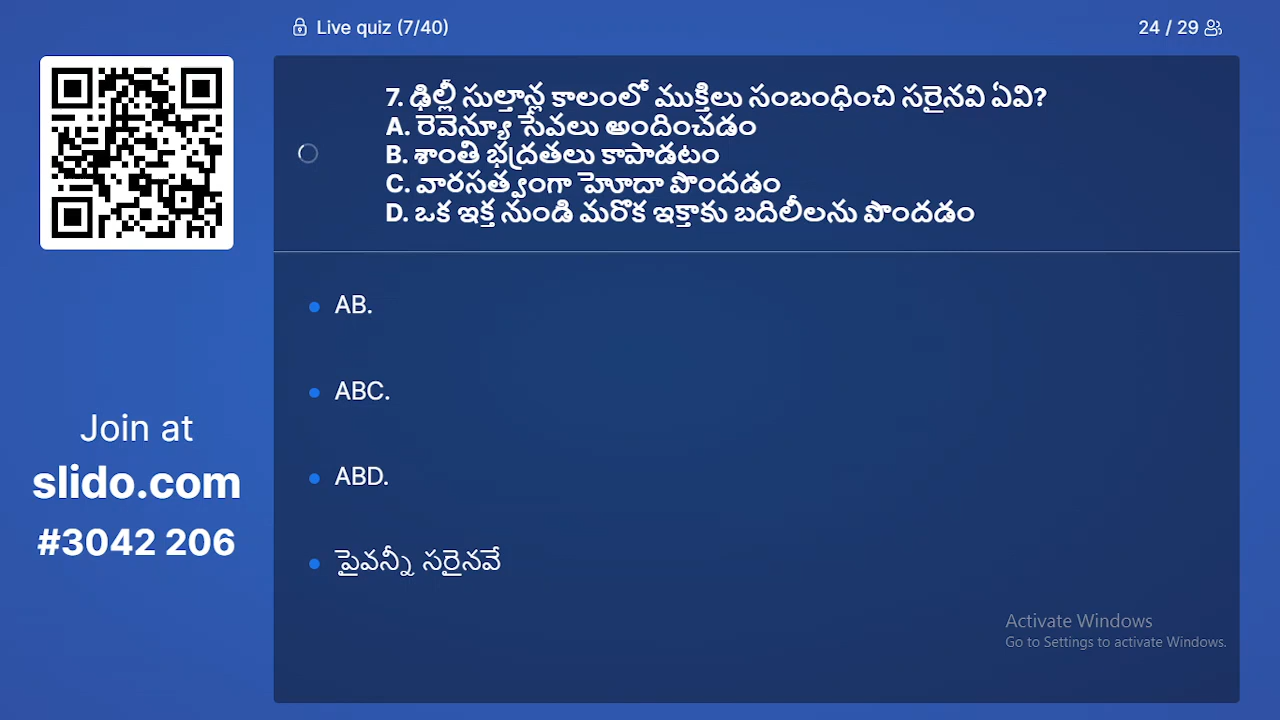 Live quiz (7/40)
24 / 29
7. ఢిల్లీ సుల్తాన్ల కాలంలో ముక్తిలు సంబంధించి సరైనవి ఏవి?
A. రెవెన్యూ సేవలు అందించడం
B. శాంతి భద్రతలు కాపాడటం
C. వారసత్వంగా హెూదా పొందడం
D. ఒక ఇక్త నుండి మరొక ఇక్తాకు బదిలీలను పొందడం
AB.
ABC.
ABD.
పైవన్నీ సరైనవే
Join at
slido.com
#3042 206
Activate Windows
Go to Settings to activate Windows.